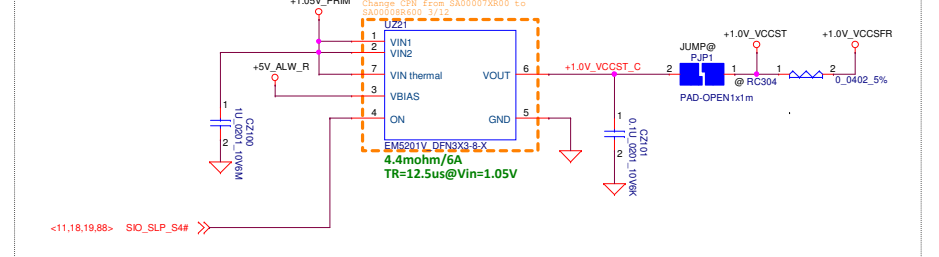 +1.05V_PRIM
Change CPN from SA00007XR00 to
SA00008R600 3/12
UZ21
1 VIN1
2 VIN2
7 VIN thermal
3 VBIAS
4 ON
VOUT 6
GND 5
EM5201V_DFN3X3-8-X
4.4mohm/6A
TR=12.5us@Vin=1.05V
+5V_ALW_R
1
2
1U_0201_10V6M
CZ100
+1.0V_VCCST_C
1
2
0.1U_0201_10V6K
CZ101
JUMP@
PJP1
2 1
PAD-OPEN1x1m
+1.0V_VCCST
+1.0V_VCCSFR
@ RC304
1 2
0_0402_5%
<11,18,19,88> SIO_SLP_S4#